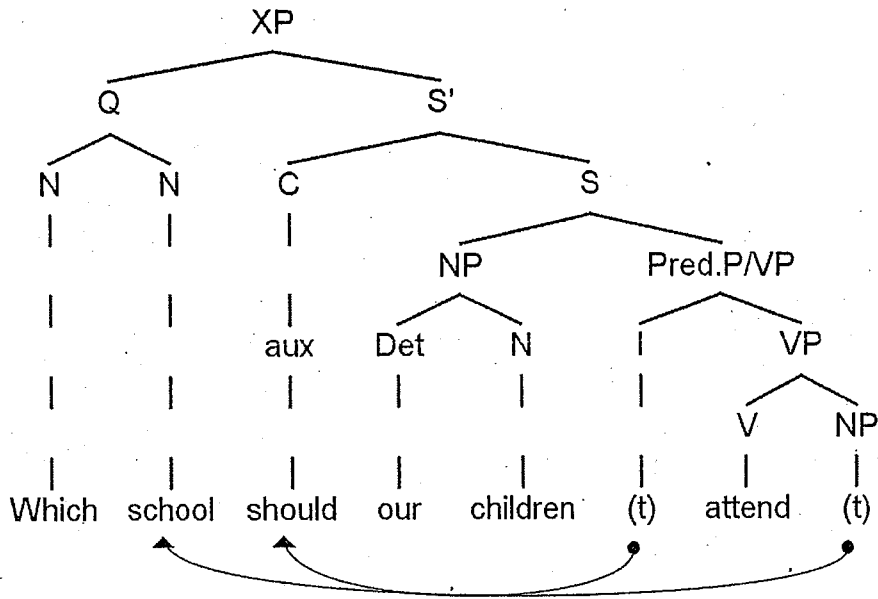 XP
Q S'
N N C S
NP Pred.P/VP
aux Det N I VP
V NP
Which school should our children (t) attend (t)